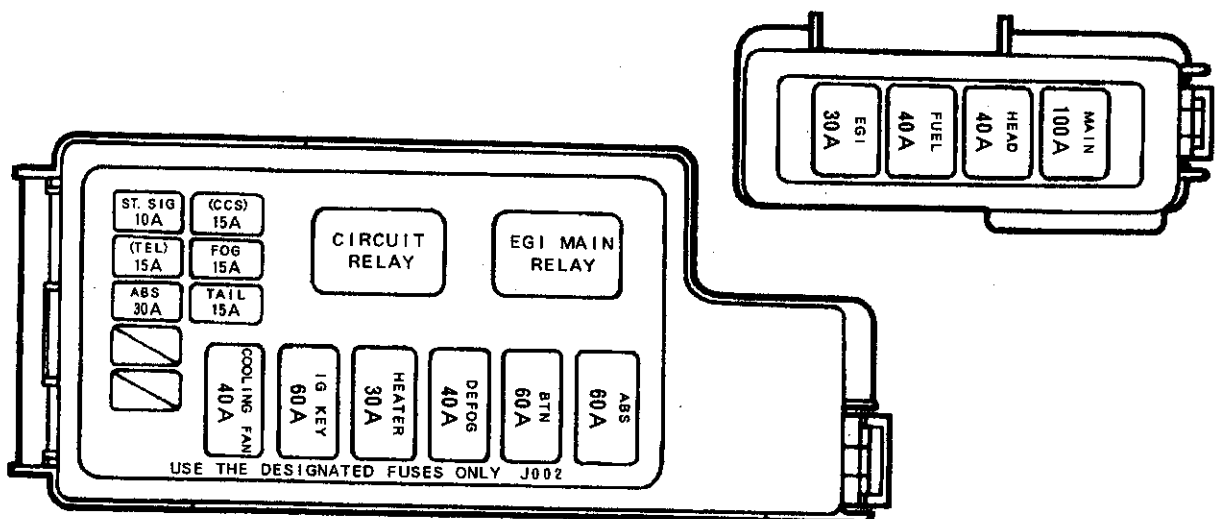 EGI
30A
FUEL
40A
HEAD
40A
MAIN
100A
ST. SIG
10A
(CCS)
15A
(TEL)
15A
FOG
15A
ABS
30A
TAIL
15A
CIRCUIT
RELAY
EGI MAIN
RELAY
COOLING FAN
40A
IG KEY
60A
HEATER
30A
DEFOG
40A
BTN
60A
ABS
60A
USE THE DESIGNATED FUSES ONLY J002